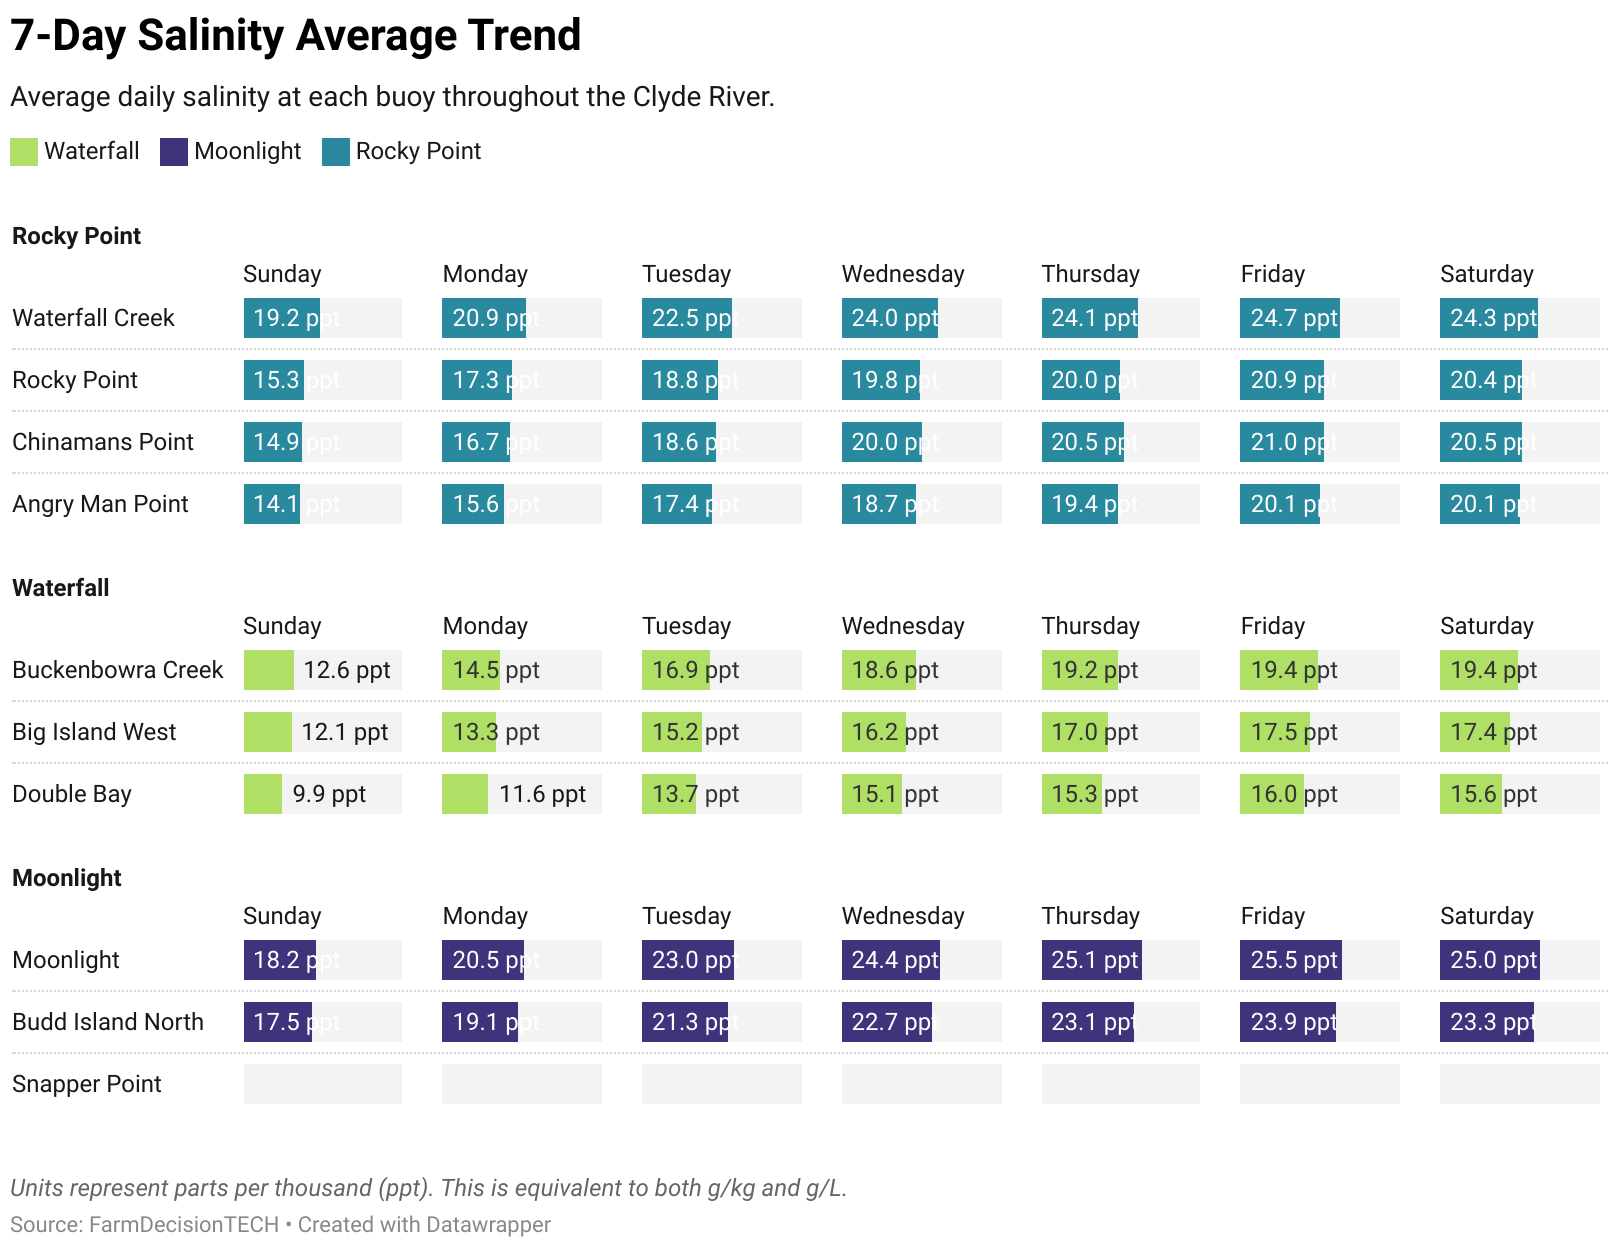 7-Day Salinity Average Trend
Average daily salinity at each buoy throughout the Clyde River.
Waterfall Moonlight Rocky Point
Rocky Point
Sunday Monday Tuesday Wednesday Thursday Friday Saturday
Waterfall Creek 19.2 ppt 20.9 ppt 22.5 ppt 24.0 ppt 24.1 ppt 24.7 ppt 24.3 ppt
Rocky Point 15.3 ppt 17.3 ppt 18.8 ppt 19.8 ppt 20.0 ppt 20.9 ppt 20.4 ppt
Chinamans Point 14.9 ppt 16.7 ppt 18.6 ppt 20.0 ppt 20.5 ppt 21.0 ppt 20.5 ppt
Angry Man Point 14.1 ppt 15.6 ppt 17.4 ppt 18.7 ppt 19.4 ppt 20.1 ppt 20.1 ppt
Waterfall
Sunday Monday Tuesday Wednesday Thursday Friday Saturday
Buckenbowra Creek 12.6 ppt 14.5 ppt 16.9 ppt 18.6 ppt 19.2 ppt 19.4 ppt 19.4 ppt
Big Island West 12.1 ppt 13.3 ppt 15.2 ppt 16.2 ppt 17.0 ppt 17.5 ppt 17.4 ppt
Double Bay 9.9 ppt 11.6 ppt 13.7 ppt 15.1 ppt 15.3 ppt 16.0 ppt 15.6 ppt
Moonlight
Sunday Monday Tuesday Wednesday Thursday Friday Saturday
Moonlight 18.2 ppt 20.5 ppt 23.0 ppt 24.4 ppt 25.1 ppt 25.5 ppt 25.0 ppt
Budd Island North 17.5 ppt 19.1 ppt 21.3 ppt 22.7 ppt 23.1 ppt 23.9 ppt 23.3 ppt
Snapper Point
Units represent parts per thousand (ppt). This is equivalent to both g/kg and g/L.
Source: FarmDecisionTECH • Created with Datawrapper